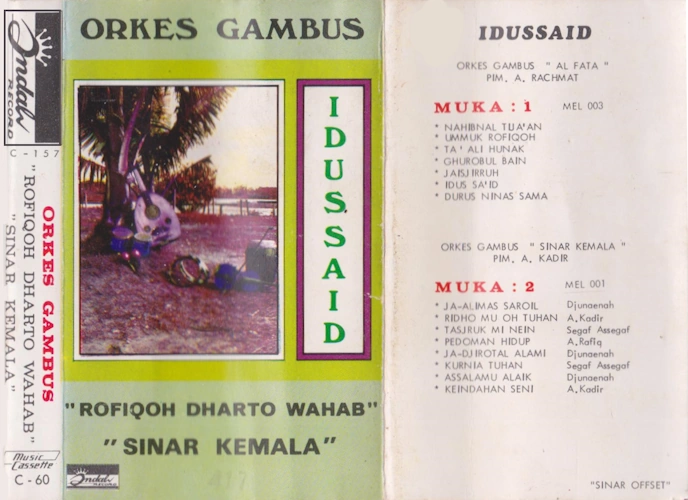 Indah
RECORD
C - 157
ORKES GAMBUS
"ROFIQOH DHARTO WAHAB"
"SINAR KEMALA"
Music
Cassette
C - 60
ORKES GAMBUS
IDUSSAID
"ROFIQOH DHARTO WAHAB"
"SINAR KEMALA"
Indah
RECORD
IDUSSAID
ORKES GAMBUS " AL FATA "
PIM. A. RACHMAT
MUKA : 1 MEL 003
* NAHIBNAL TIJA'AN
* UMMUK ROFIQOH
* TA' ALI HUNAK
* GHUROBUL BAIN
* JAISJIRRUH
* IDUS SA'ID
* DURUS NINAS SAMA
ORKES GAMBUS " SINAR KEMALA "
PIM. A. KADIR
MUKA : 2 MEL 001
* JA-ALIMAS SAROIL Djunaenah
* RIDHO MU OH TUHAN A.Kadir
* TASJRUK MI NEIN Segaf Assegaf
* PEDOMAN HIDUP A.Rafiq
* JA-DJIROTAL ALAMI Djunaenah
* KURNIA TUHAN Segaf Assegaf
* ASSALAMU ALAIK Djunaenah
* KEINDAHAN SENI A.Kadir
"SINAR OFFSET"